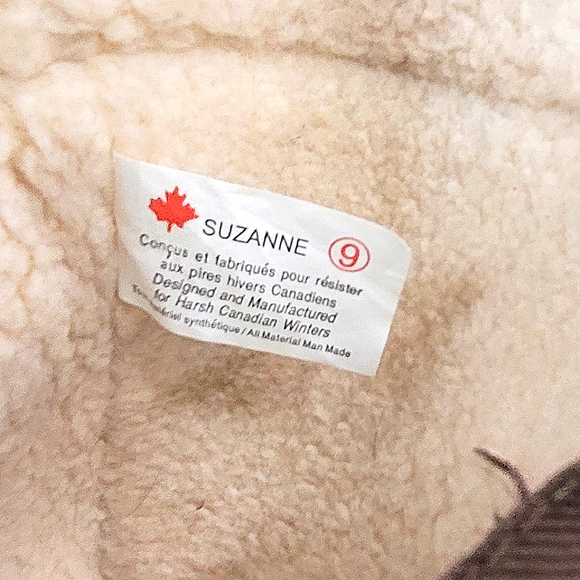 SUZANNE 9
Conçus et fabriqués pour résister
aux pires hivers Canadiens
Designed and Manufactured
for Harsh Canadian Winters
synthétique / All Material Man Made